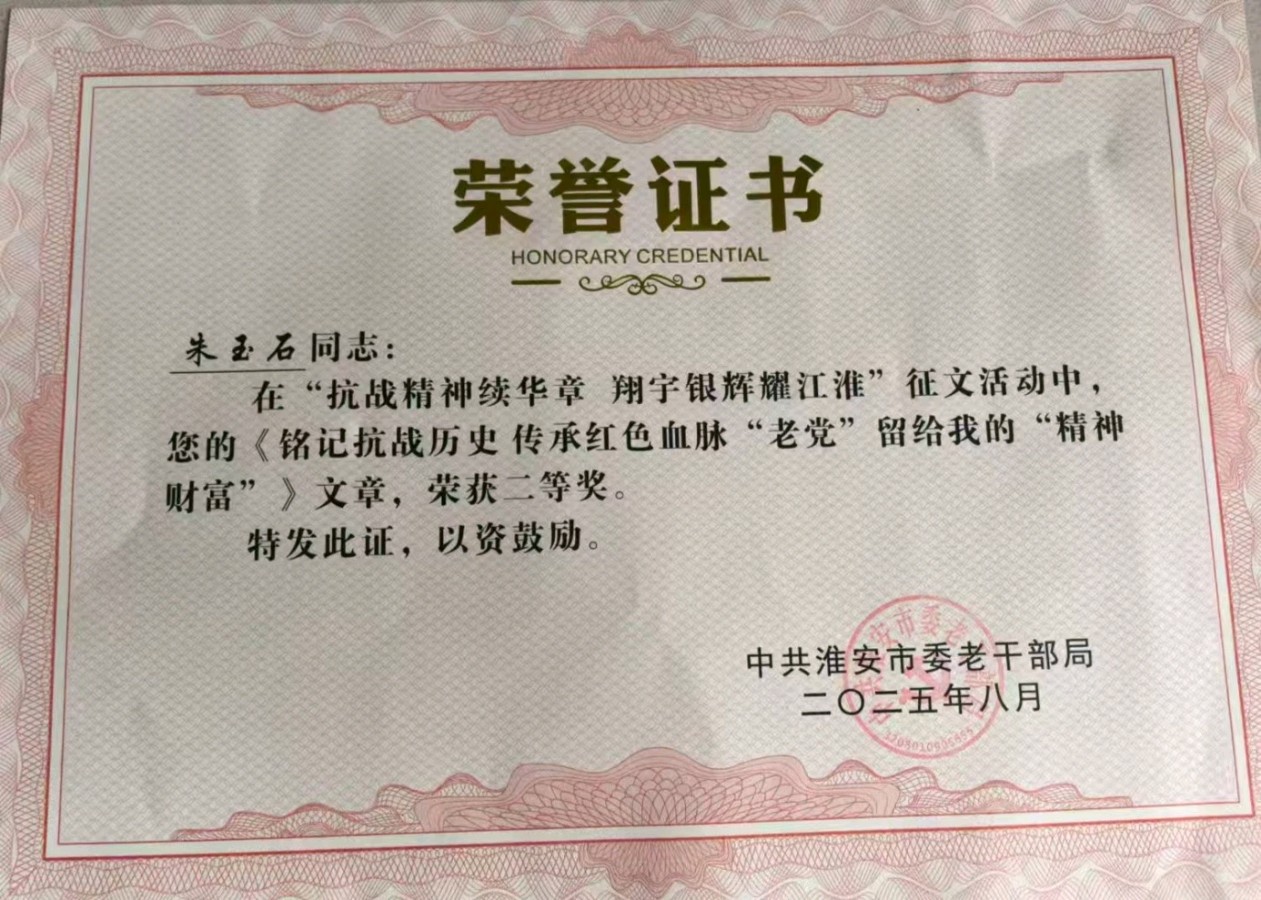 荣誉证书
HONORARY CREDENTIAL
朱玉石同志：
在“抗战精神续华章 翔宇银辉耀江淮”征文活动中，
您的《铭记抗战历史 传承红色血脉“老党”留给我的“精神
财富”》文章，荣获二等奖。
特发此证，以资鼓励。
中共淮安市委老干部局
二〇二五年八月